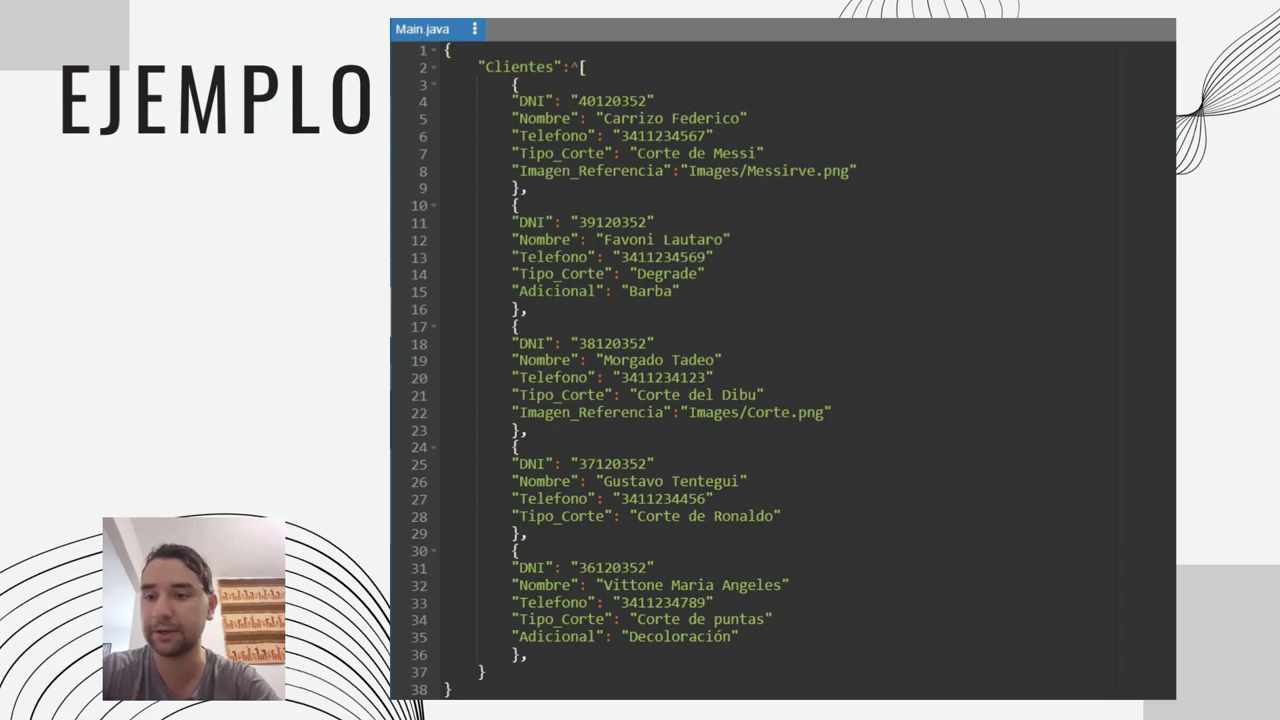 EJEMPLO
Main.java
1 {
2 "Clientes":^[
3 {
4 "DNI": "40120352"
5 "Nombre": "Carrizo Federico"
6 "Telefono": "3411234567"
7 "Tipo_Corte": "Corte de Messi"
8 "Imagen_Referencia":"Images/Messirve.png"
9 },
10 {
11 "DNI": "39120352"
12 "Nombre": "Favoni Lautaro"
13 "Telefono": "3411234569"
14 "Tipo_Corte": "Degrade"
15 "Adicional": "Barba"
16 },
17 {
18 "DNI": "38120352"
19 "Nombre": "Morgado Tadeo"
20 "Telefono": "3411234123"
21 "Tipo_Corte": "Corte del Dibu"
22 "Imagen_Referencia":"Images/Corte.png"
23 },
24 {
25 "DNI": "37120352"
26 "Nombre": "Gustavo Tentegui"
27 "Telefono": "3411234456"
28 "Tipo_Corte": "Corte de Ronaldo"
29 },
30 {
31 "DNI": "36120352"
32 "Nombre": "Vittone Maria Angeles"
33 "Telefono": "3411234789"
34 "Tipo_Corte": "Corte de puntas"
35 "Adicional": "Decoloración"
36 },
37 }
38 }